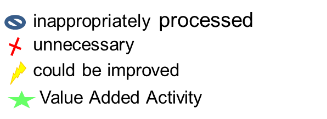 inappropriately processed
unnecessary
could be improved
Value Added Activity